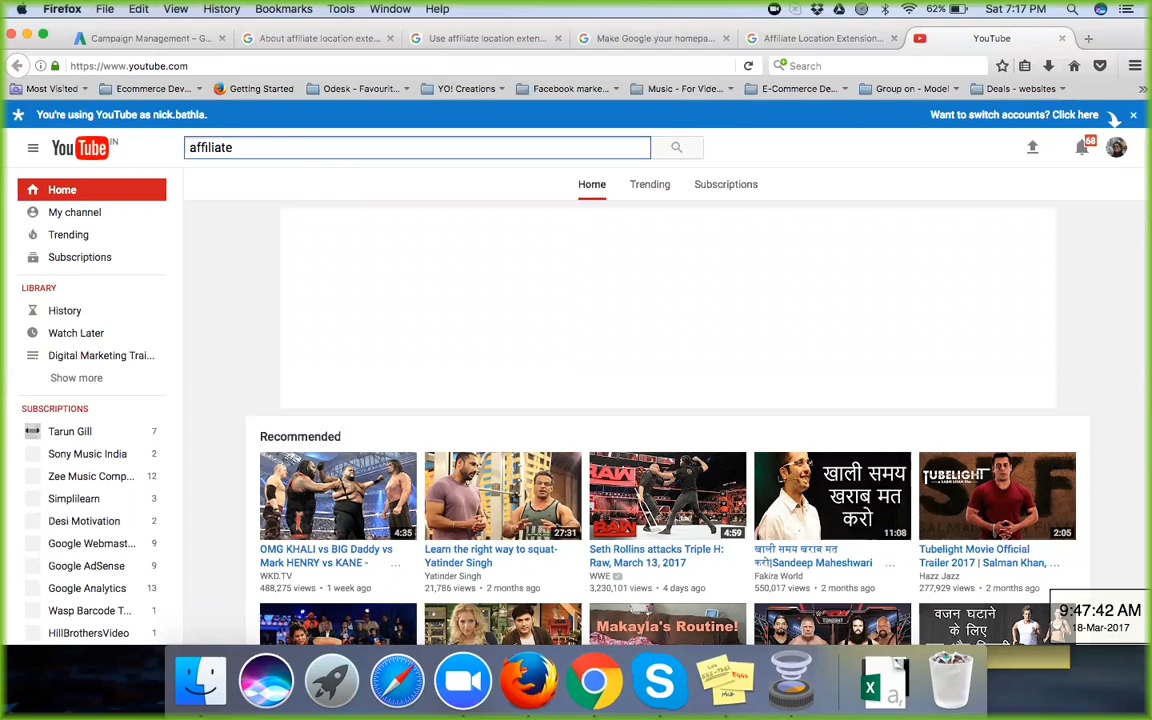 Firefox File Edit View History Bookmarks Tools Window Help 62% Sat 7:17 PM
Campaign Management – G... About affiliate location exte... Use affiliate location exten... Make Google your homepa... Affiliate Location Extension... YouTube
https://www.youtube.com Search
Most Visited Ecommerce Dev... Getting Started Odesk - Favourit... YO! Creations Facebook marke... Music - For Vide... E-Commerce De... Group on - Model Deals - websites
You're using YouTube as nick.bathla. Want to switch accounts? Click here
YouTube IN affiliate 68
Home Trending Subscriptions
Home
My channel
Trending
Subscriptions
LIBRARY
History
Watch Later
Digital Marketing Trai...
Show more
SUBSCRIPTIONS
Tarun Gill 7
Sony Music India 2
Zee Music Comp... 12
Simplilearn 3
Desi Motivation 2
Google Webmast... 9
Google AdSense 9
Google Analytics 13
Wasp Barcode T... 1
HillBrothersVideo 1
Recommended
4:35
OMG KHALI vs BIG Daddy vs
Mark HENRY vs KANE - ...
WKD.TV
488,275 views • 1 week ago
27:31
Learn the right way to squat-
Yatinder Singh
Yatinder Singh
21,786 views • 2 months ago
RAW
4:59
Seth Rollins attacks Triple H:
Raw, March 13, 2017
WWE
3,230,101 views • 4 days ago
खाली समय
खराब मत
करो
11:08
खाली समय खराब मत
करो|Sandeep Maheshwari ...
Fakira World
550,017 views • 2 months ago
TUBELIGHT
2:05
Tubelight Movie Official
Trailer 2017 | Salman Khan, ...
Hazz Jazz
277,929 views • 2 months ago
Makayla's Routine!
वजन घटाने
के लिए
9:47:42 AM
18-Mar-2017